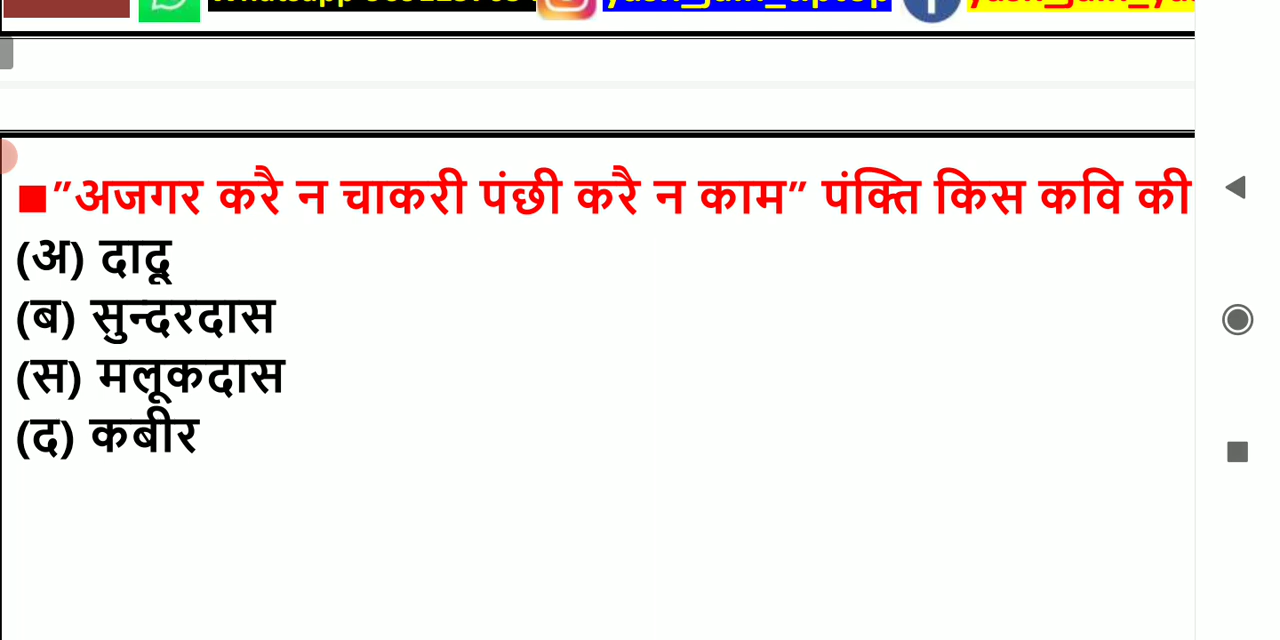 ■"अजगर करै न चाकरी पंछी करै न काम" पंक्ति किस कवि की
(अ) दादू
(ब) सुन्दरदास
(स) मलूकदास
(द) कबीर